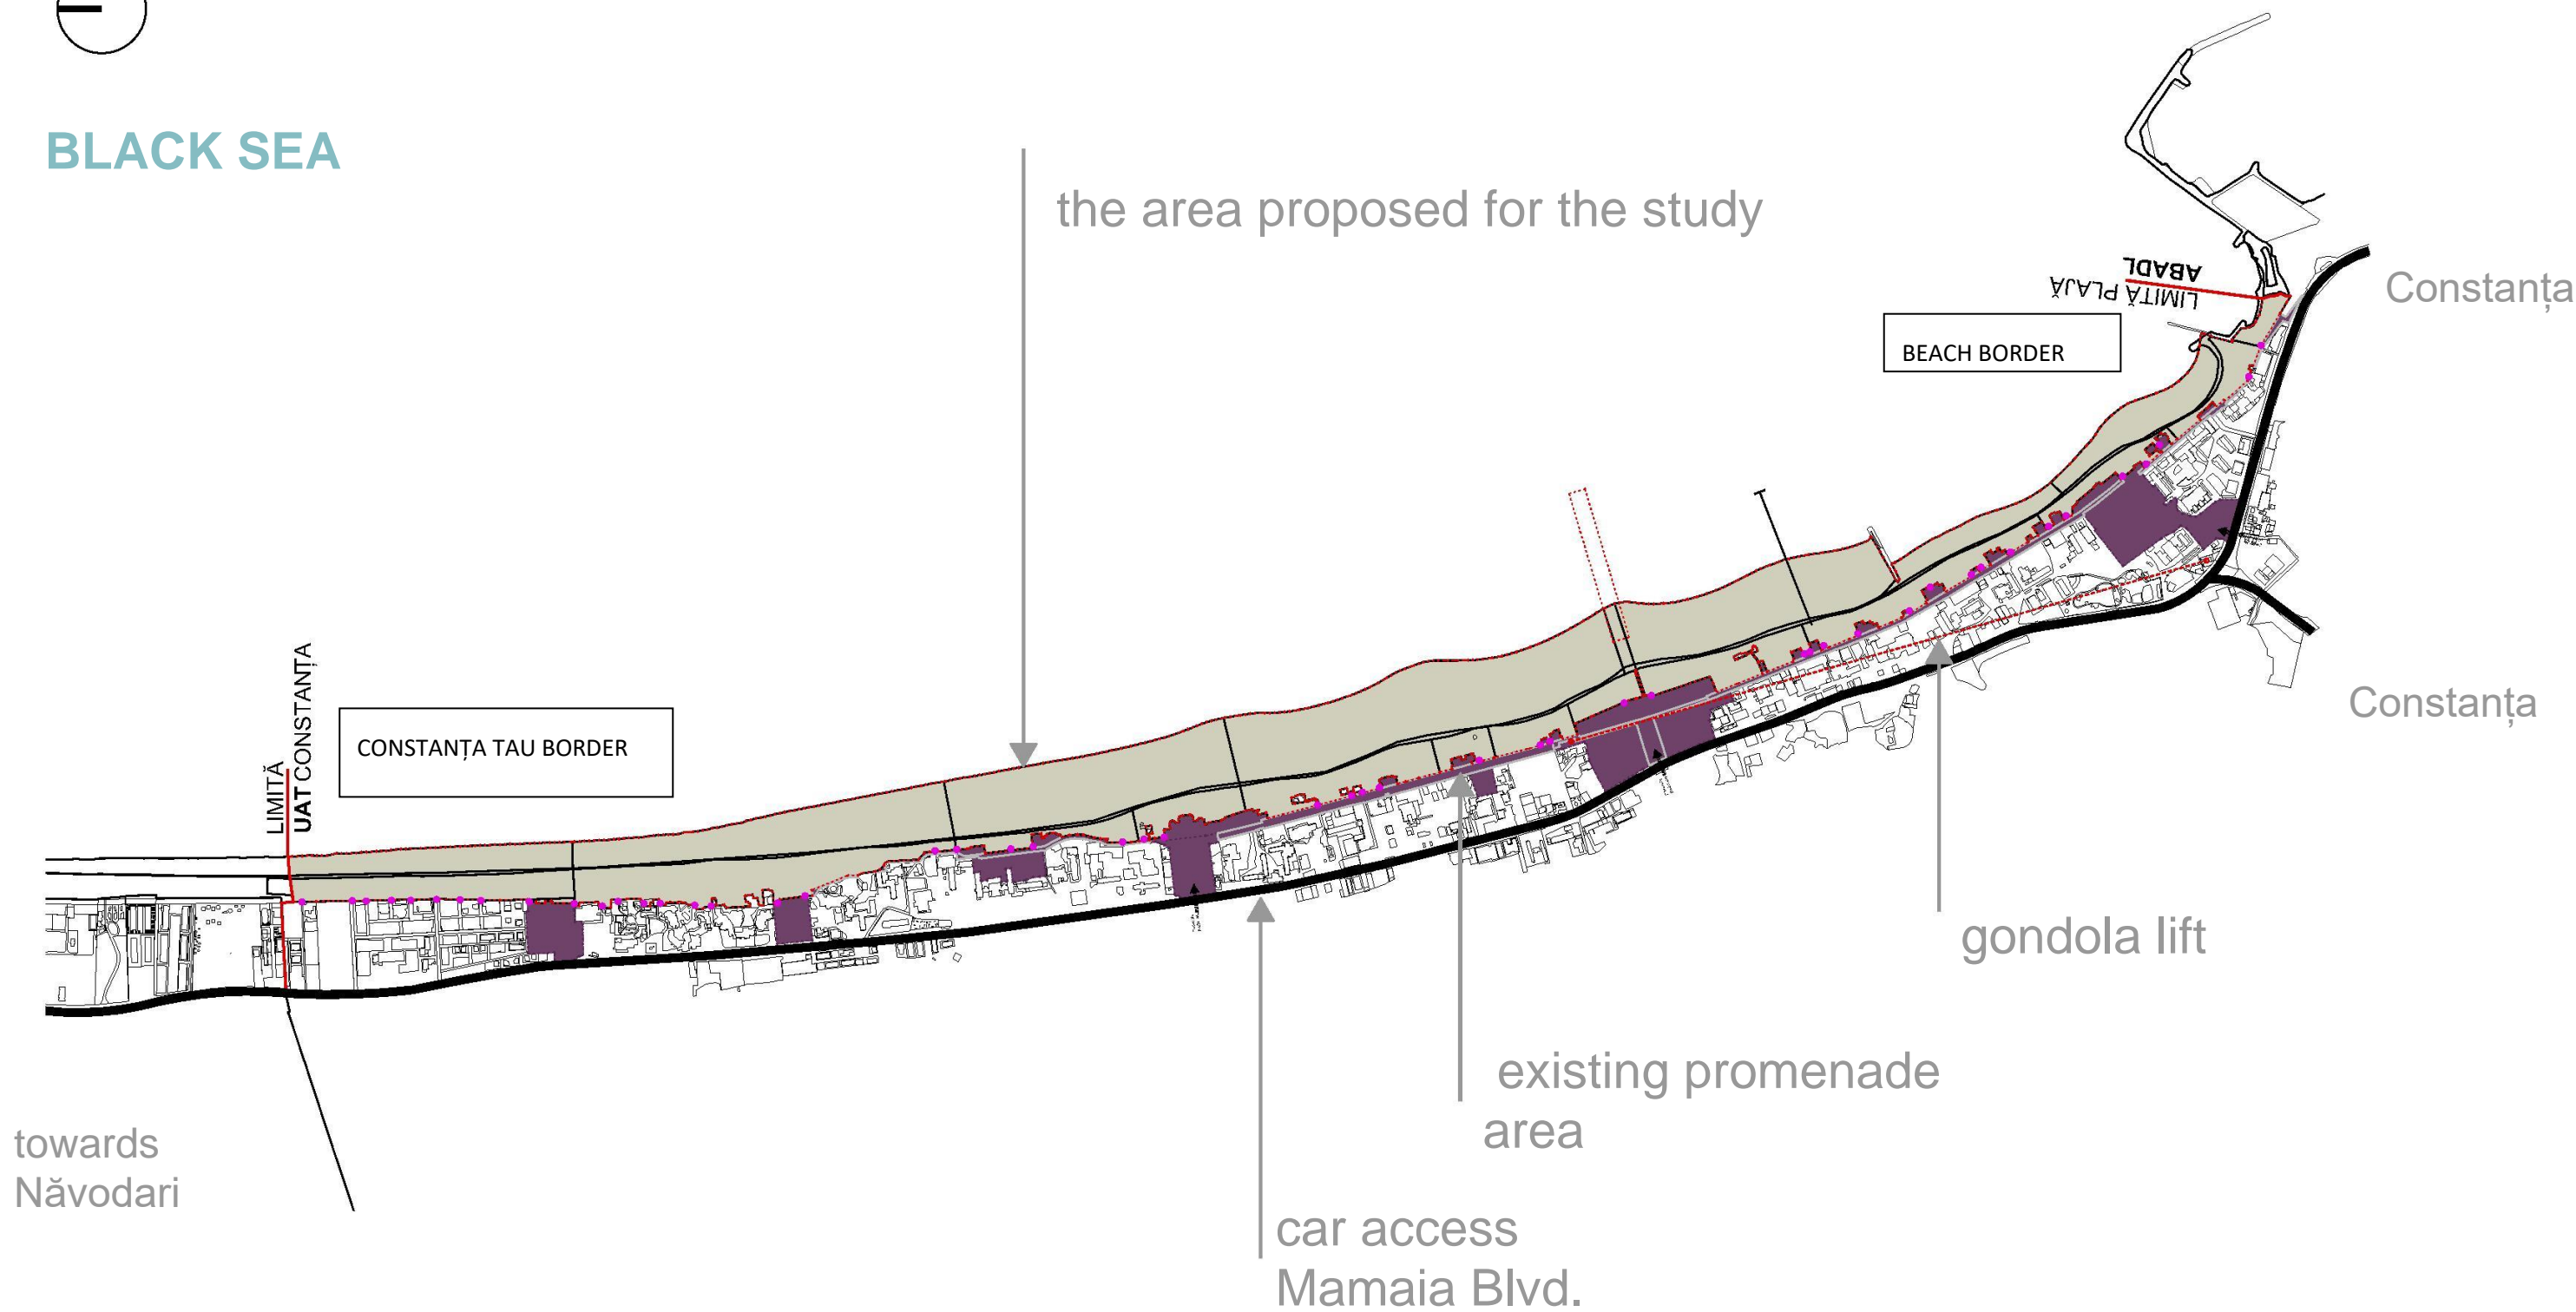 BLACK SEA
the area proposed for the study
ABADL
LIMITĂ PLAJĂ
Constanța
BEACH BORDER
LIMITĂ
UAT CONSTANȚA
CONSTANȚA TAU BORDER
Constanța
gondola lift
existing promenade
area
towards
Năvodari
car access
Mamaia Blvd.